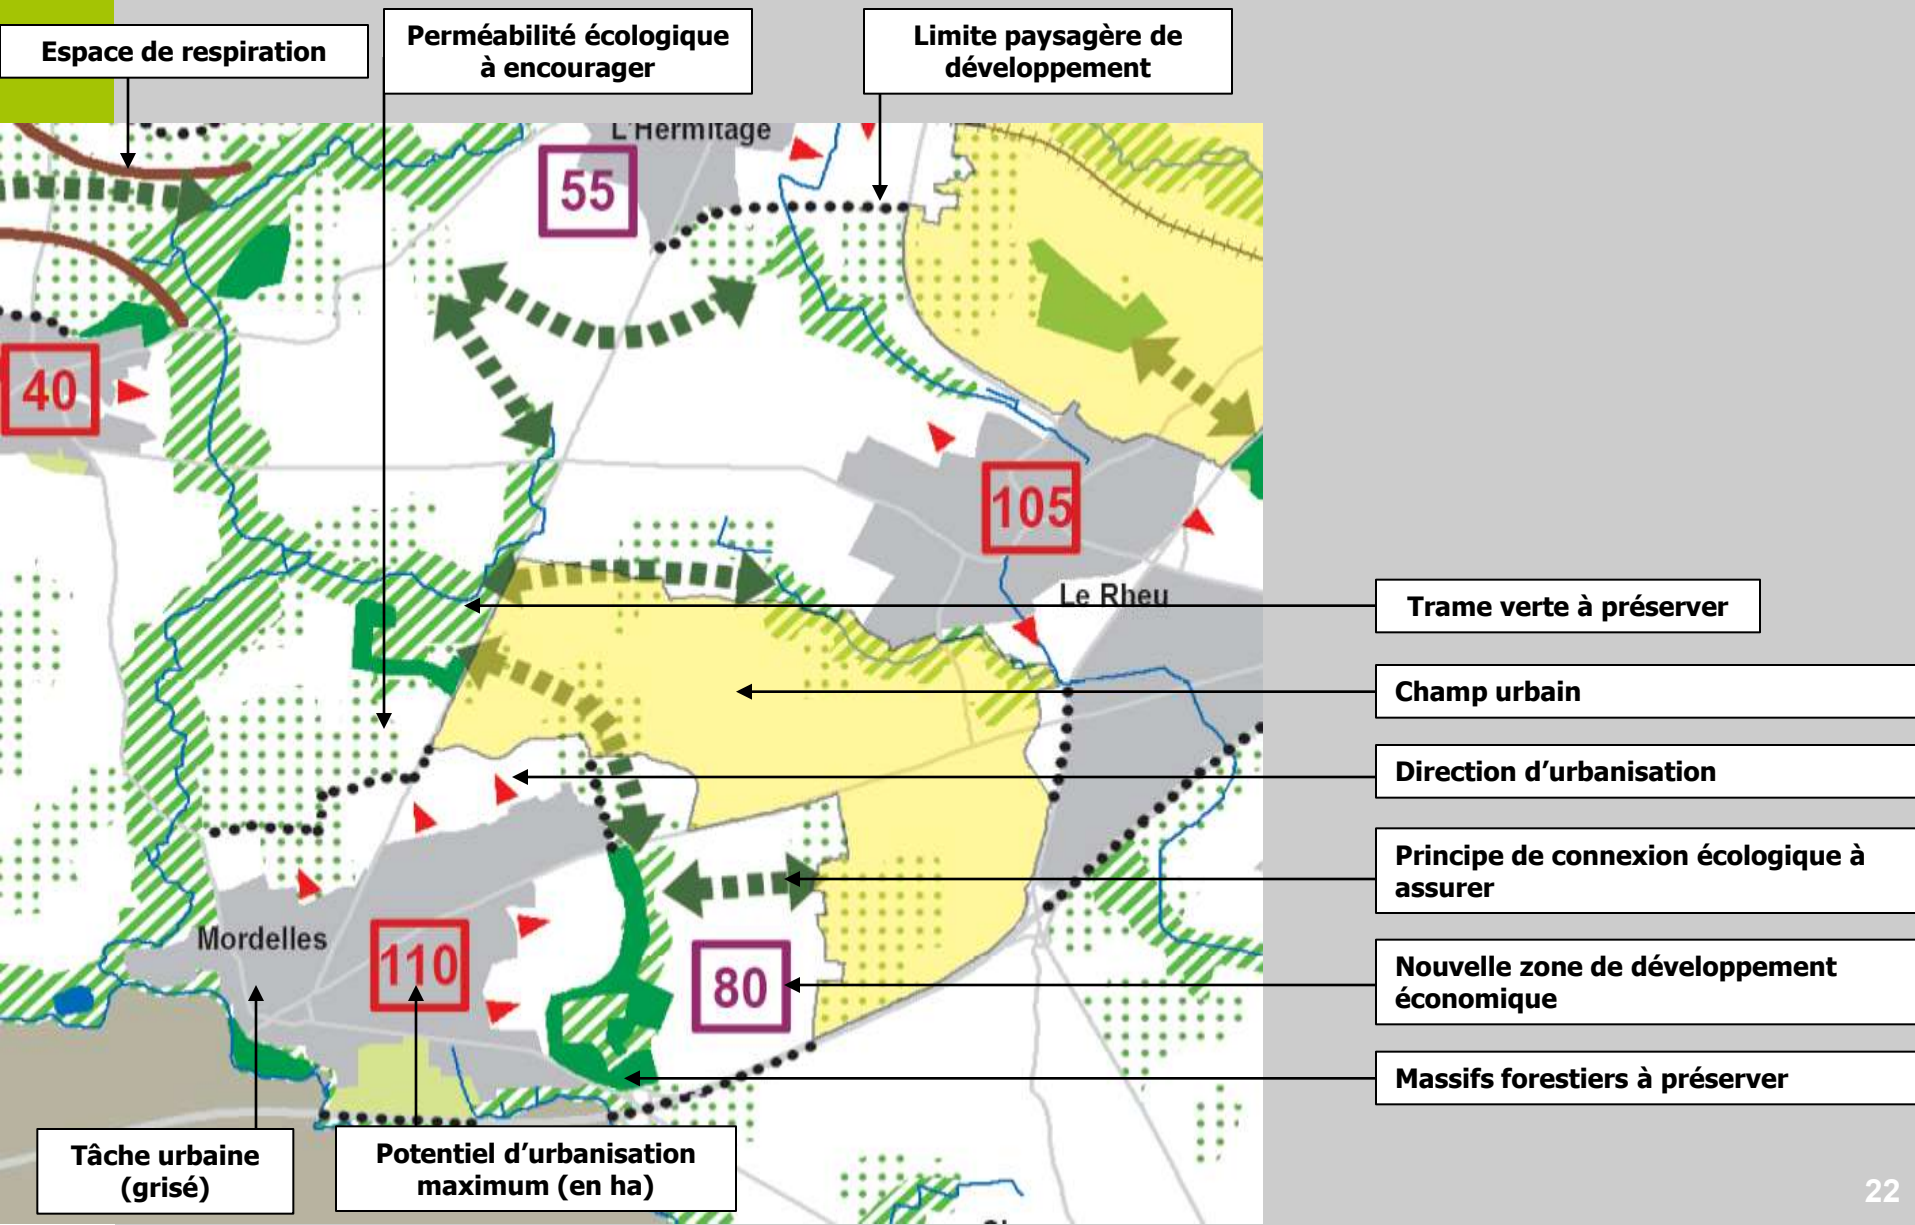 Espace de respiration
Perméabilité écologique
à encourager
Limite paysagère de
développement
L'Hermitage
55
40
105
Le Rheu
Trame verte à préserver
Champ urbain
Direction d’urbanisation
Principe de connexion écologique à
assurer
Mordelles
110
80
Nouvelle zone de développement
économique
Massifs forestiers à préserver
Tâche urbaine
(grisé)
Potentiel d’urbanisation
maximum (en ha)
22